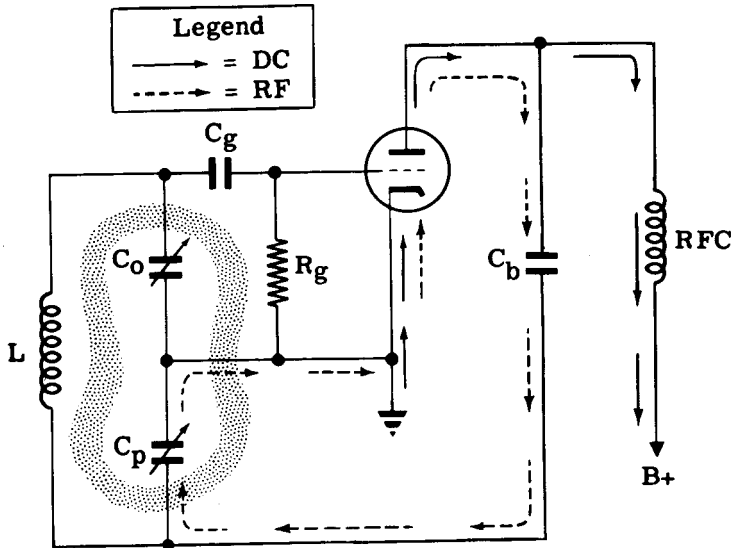 Legend
= DC
= RF
Cg
Co
Rg
Cb
RFC
L
Cp
B+